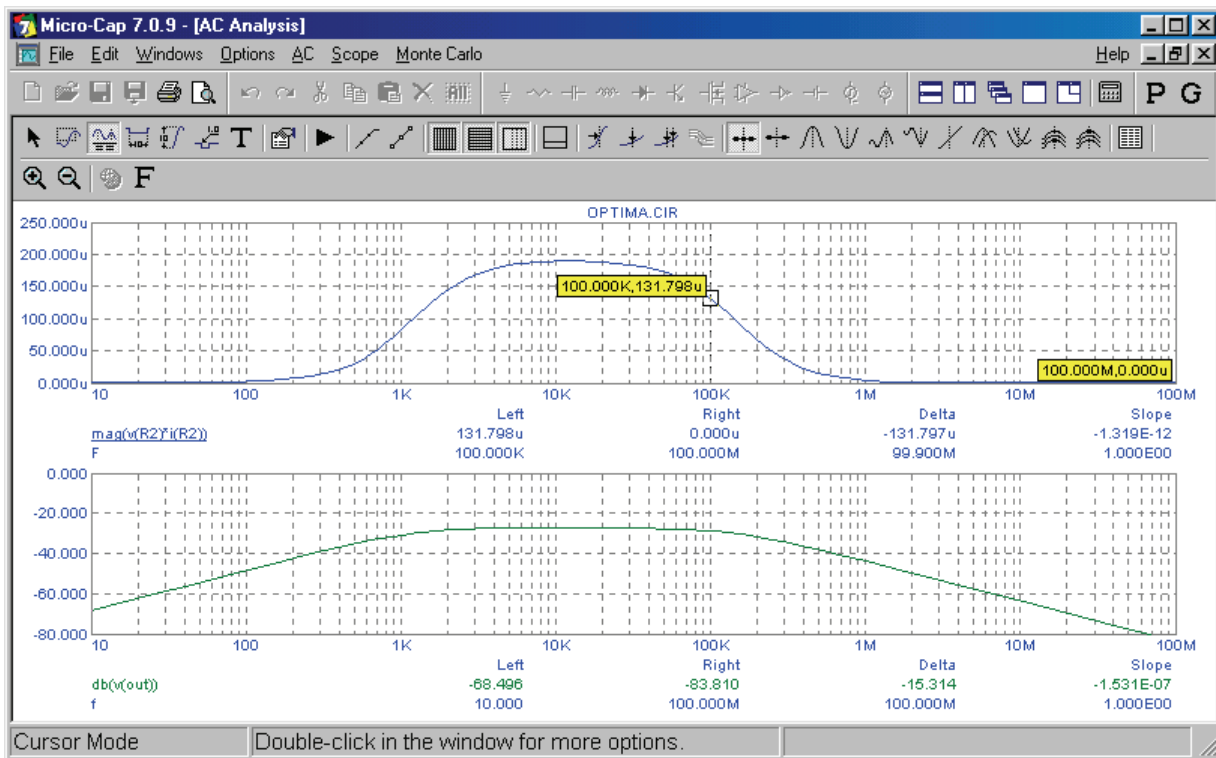 Micro-Cap 7.0.9 - [AC Analysis]
File Edit Windows Options AC Scope Monte Carlo Help
P G
T
F
OPTIMA.CIR
250.000u
200.000u
150.000u
100.000u
50.000u
0.000u
100.000K,131.798u
100.000M,0.000u
10 100 1K 10K 100K 1M 10M 100M
Left Right Delta Slope
mag(v(R2)*i(R2)) 131.798u 0.000u -131.797u -1.319E-12
F 100.000K 100.000M 99.900M 1.000E00
0.000
-20.000
-40.000
-60.000
-80.000
10 100 1K 10K 100K 1M 10M 100M
Left Right Delta Slope
db(v(out)) -68.496 -83.810 -15.314 -1.531E-07
f 10.000 100.000M 100.000M 1.000E00
Cursor Mode Double-click in the window for more options.